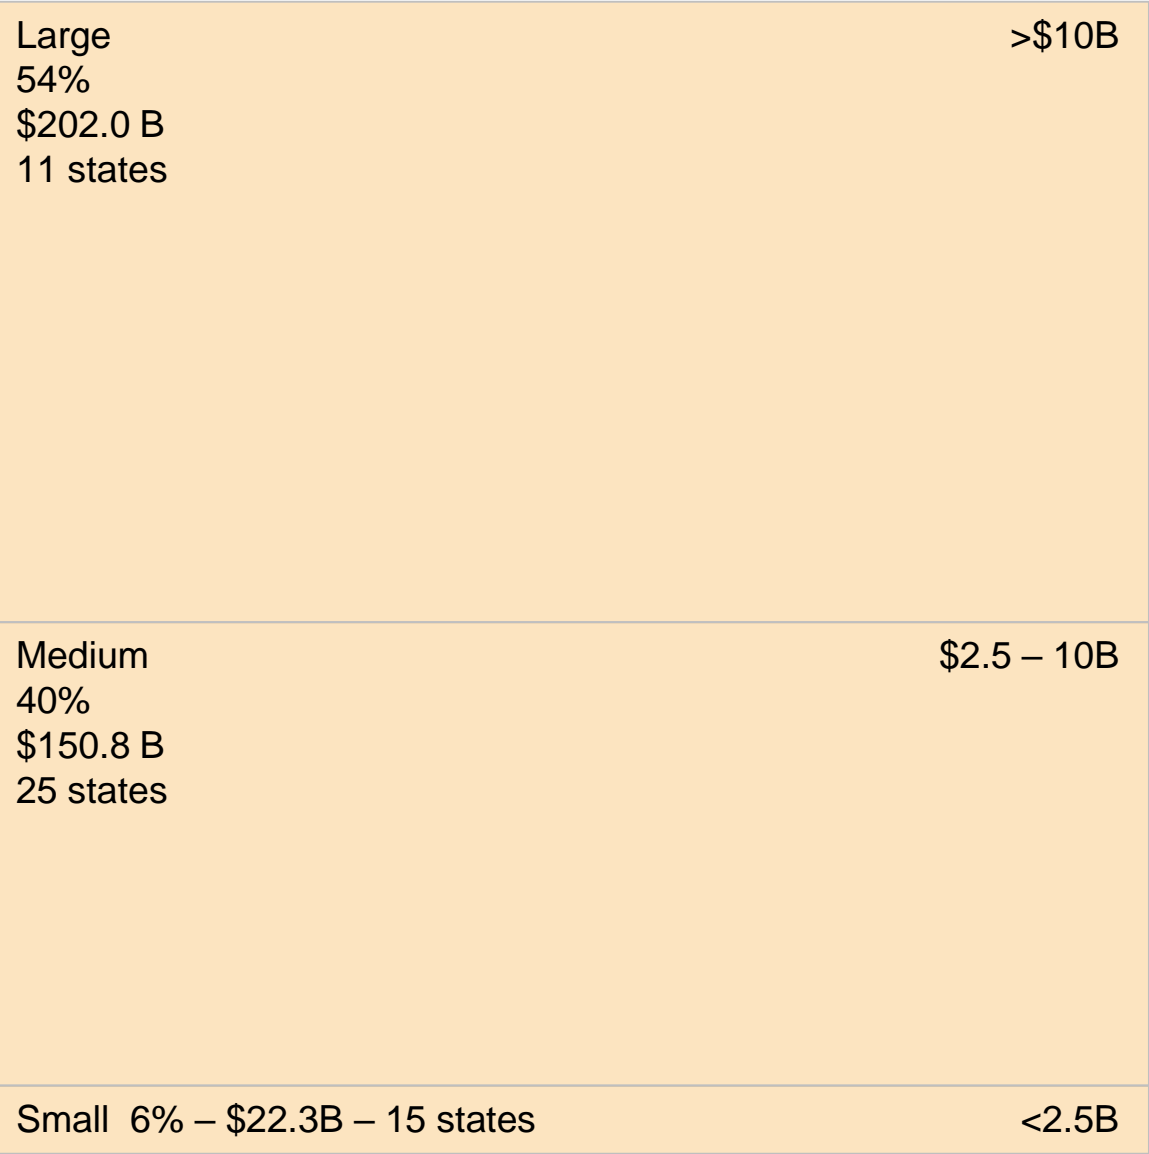 Large >$10B
54%
$202.0 B
11 states
Medium $2.5 – 10B
40%
$150.8 B
25 states
Small  6% – $22.3B – 15 states <2.5B